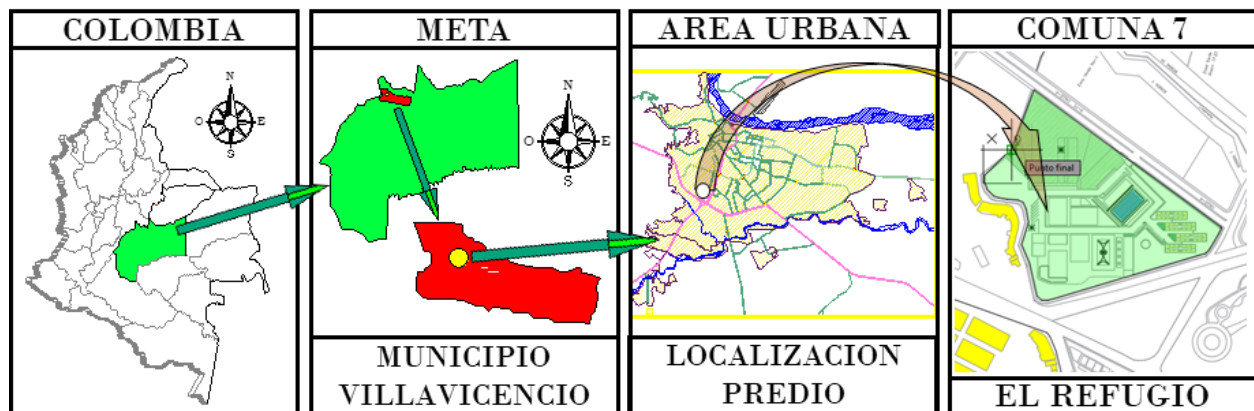 COLOMBIA
N
O
E
S
META
N
O
E
S
MUNICIPIO
VILLAVICENCIO
AREA URBANA
LOCALIZACION
PREDIO
COMUNA 7
Punto final
EL REFUGIO